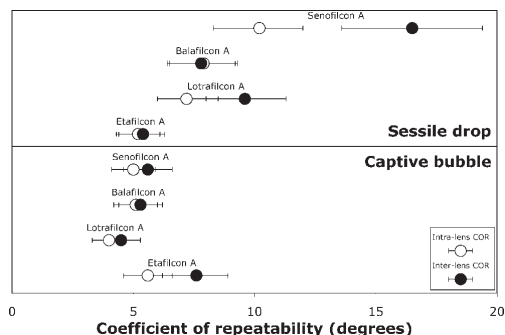 Senofilcon A
Balafilcon A
Lotrafilcon A
Etafilcon A
Sessile drop
Captive bubble
Senofilcon A
Balafilcon A
Lotrafilcon A
Etafilcon A
Intra-lens COR
Inter-lens COR
0 5 10 15 20
Coefficient of repeatability (degrees)